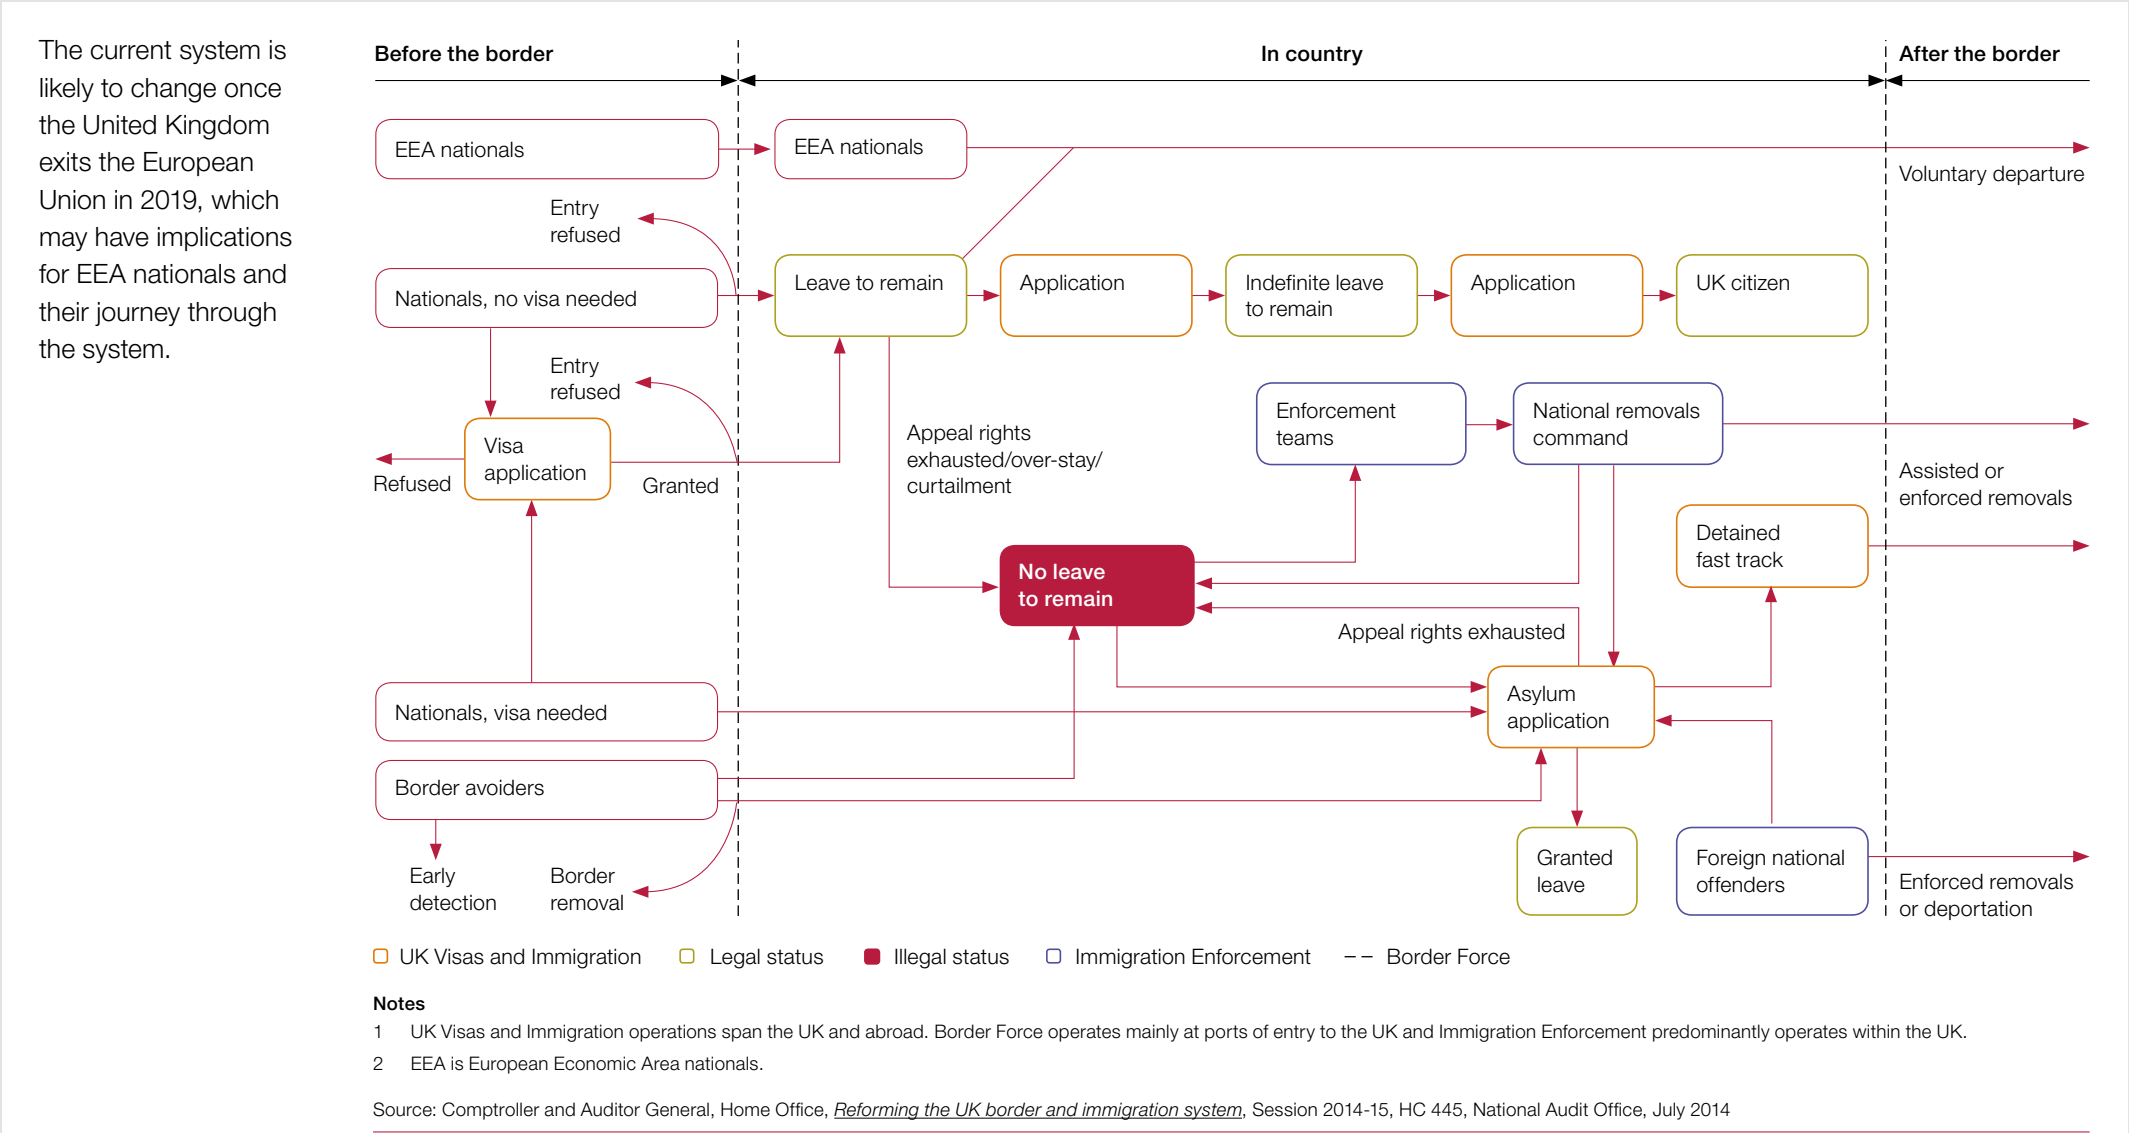 The current system is
likely to change once
the United Kingdom
exits the European
Union in 2019, which
may have implications
for EEA nationals and
their journey through
the system.
Before the border
In country
After the border
EEA nationals
EEA nationals
Voluntary departure
Entry
refused
Nationals, no visa needed
Leave to remain
Application
Indefinite leave
to remain
Application
UK citizen
Entry
refused
Visa
application
Refused
Granted
Appeal rights
exhausted/over-stay/
curtailment
Enforcement
teams
National removals
command
Assisted or
enforced removals
Detained
fast track
No leave
to remain
Appeal rights exhausted
Nationals, visa needed
Asylum
application
Border avoiders
Early
detection
Border
removal
Granted
leave
Foreign national
offenders
Enforced removals
or deportation
UK Visas and Immigration
Legal status
Illegal status
Immigration Enforcement
Border Force
Notes
1 UK Visas and Immigration operations span the UK and abroad. Border Force operates mainly at ports of entry to the UK and Immigration Enforcement predominantly operates within the UK.
2 EEA is European Economic Area nationals.
Source: Comptroller and Auditor General, Home Office, Reforming the UK border and immigration system, Session 2014-15, HC 445, National Audit Office, July 2014